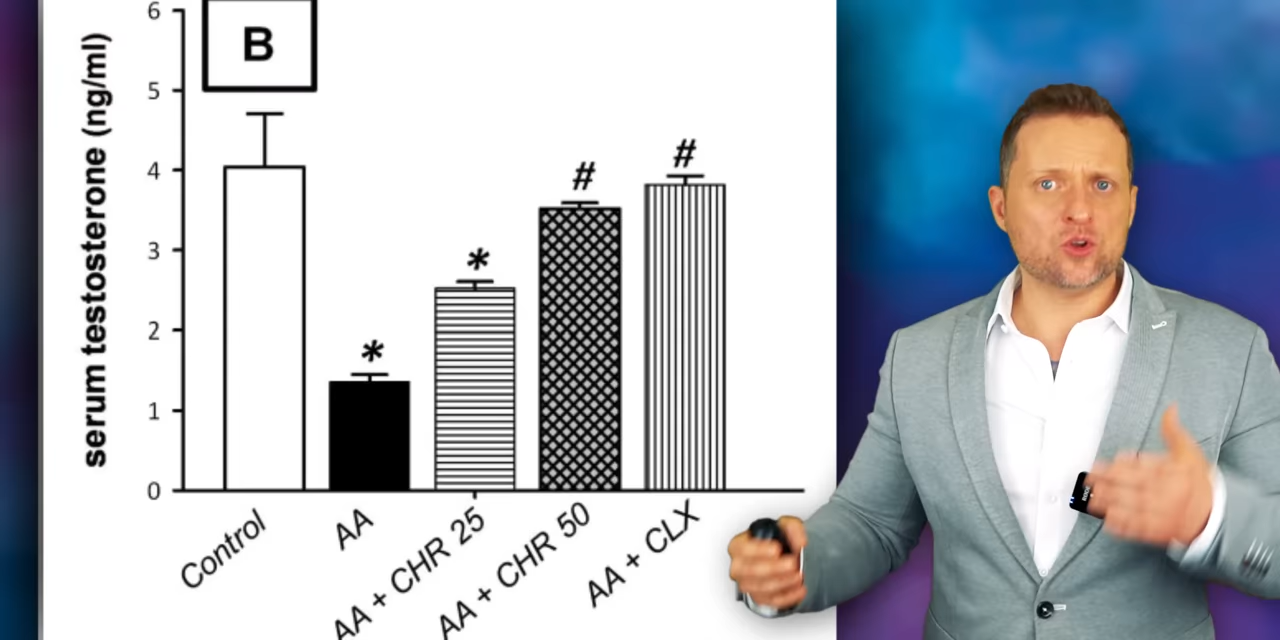 B
serum testosterone (ng/ml)
6
5
4
3
2
1
0
*
*
#
#
Control
AA
AA + CHR 25
AA + CHR 50
AA + CLX